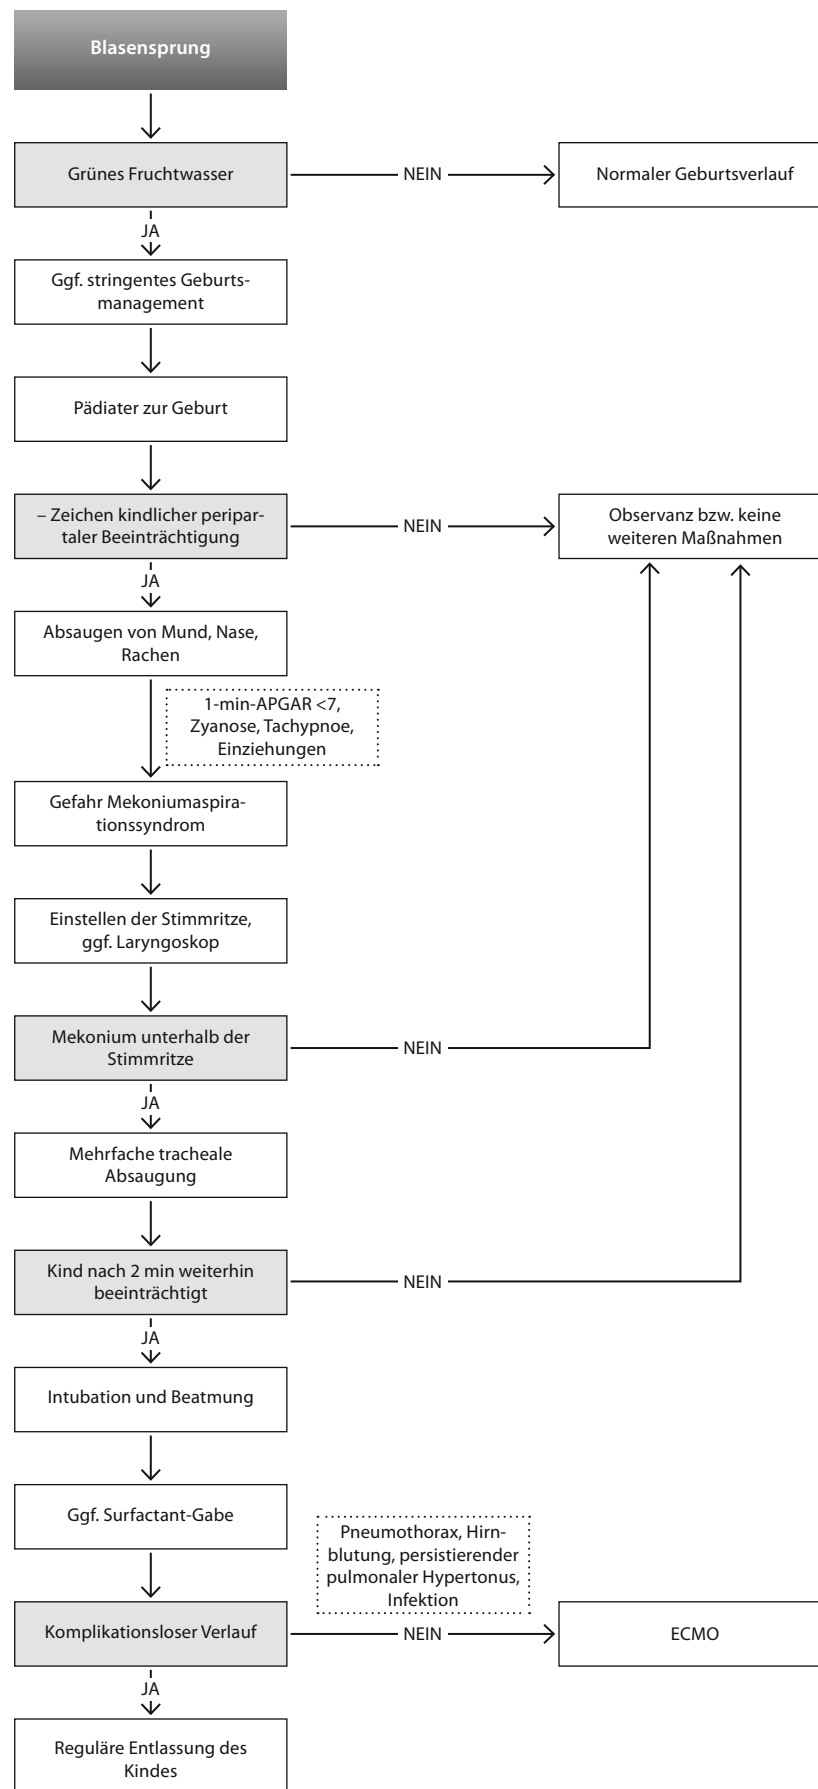 Blasensprung
Grünes Fruchtwasser
NEIN
Normaler Geburtsverlauf
JA
Ggf. stringentes Geburts-
management
Pädiater zur Geburt
– Zeichen kindlicher peripar-
taler Beeinträchtigung
NEIN
Observanz bzw. keine
weiteren Maßnahmen
JA
Absaugen von Mund, Nase,
Rachen
1-min-APGAR <7,
Zyanose, Tachypnoe,
Einziehungen
Gefahr Mekoniumaspira-
tionssyndrom
Einstellen der Stimmritze,
ggf. Laryngoskop
Mekonium unterhalb der
Stimmritze
NEIN
JA
Mehrfache tracheale
Absaugung
Kind nach 2 min weiterhin
beeinträchtigt
NEIN
JA
Intubation und Beatmung
Ggf. Surfactant-Gabe
Pneumothorax, Hirn-
blutung, persistierender
pulmonaler Hypertonus,
Infektion
Komplikationsloser Verlauf
NEIN
ECMO
JA
Reguläre Entlassung des
Kindes